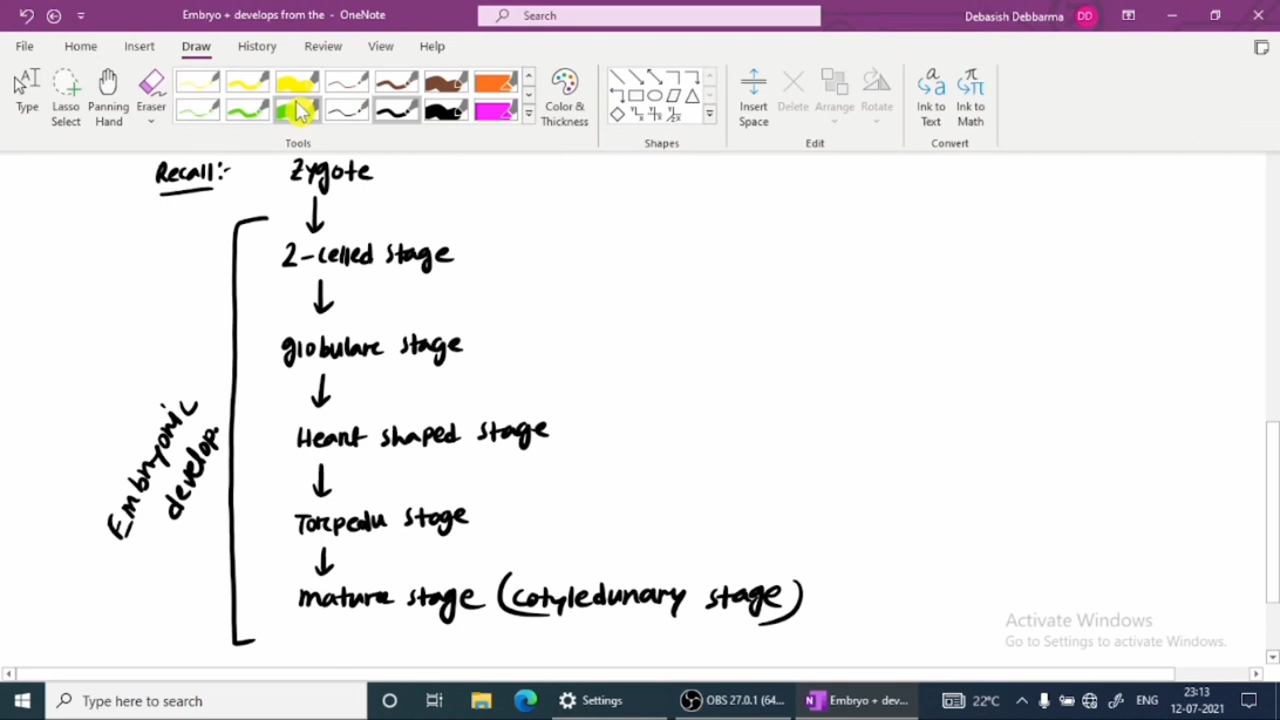 Embryo + develops from the - OneNote
Search
Debasish Debbarma
DD
File Home Insert Draw History Review View Help
Type
Lasso Select
Panning Hand
Eraser
Color & Thickness
Insert Space
Delete
Arrange
Rotate
Ink to Text
Ink to Math
Tools
Shapes
Edit
Convert
Recall:-
Zygote
2-celled stage
globular stage
Heart shaped stage
Torpedu stage
mature stage (cotyledunary stage)
Embryonic
develop.
Activate Windows
Go to Settings to activate Windows.
Type here to search
Settings
OBS 27.0.1 (64...
Embryo + dev...
22°C
ENG
23:13
12-07-2021